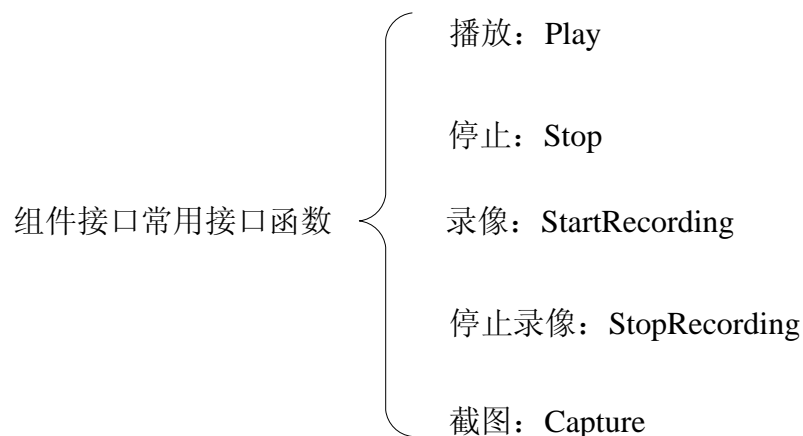 播放：Play
停止：Stop
组件接口常用接口函数
录像：StartRecording
停止录像：StopRecording
截图：Capture